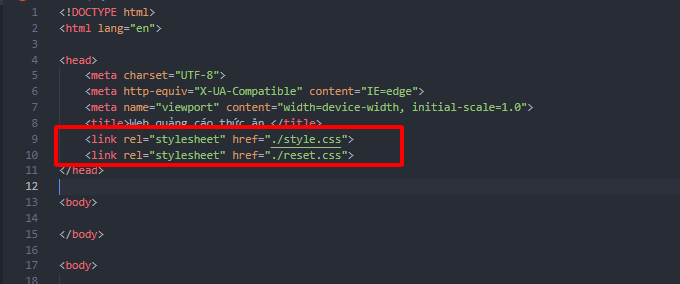 1 <!DOCTYPE html>
2 <html lang="en">
3
4 <head>
5 <meta charset="UTF-8">
6 <meta http-equiv="X-UA-Compatible" content="IE=edge">
7 <meta name="viewport" content="width=device-width, initial-scale=1.0">
8 <title>Web quảng cáo thức ăn </title>
9 <link rel="stylesheet" href="./style.css">
10 <link rel="stylesheet" href="./reset.css">
11 </head>
12
13 <body>
14
15 </body>
16
17 <body>
18